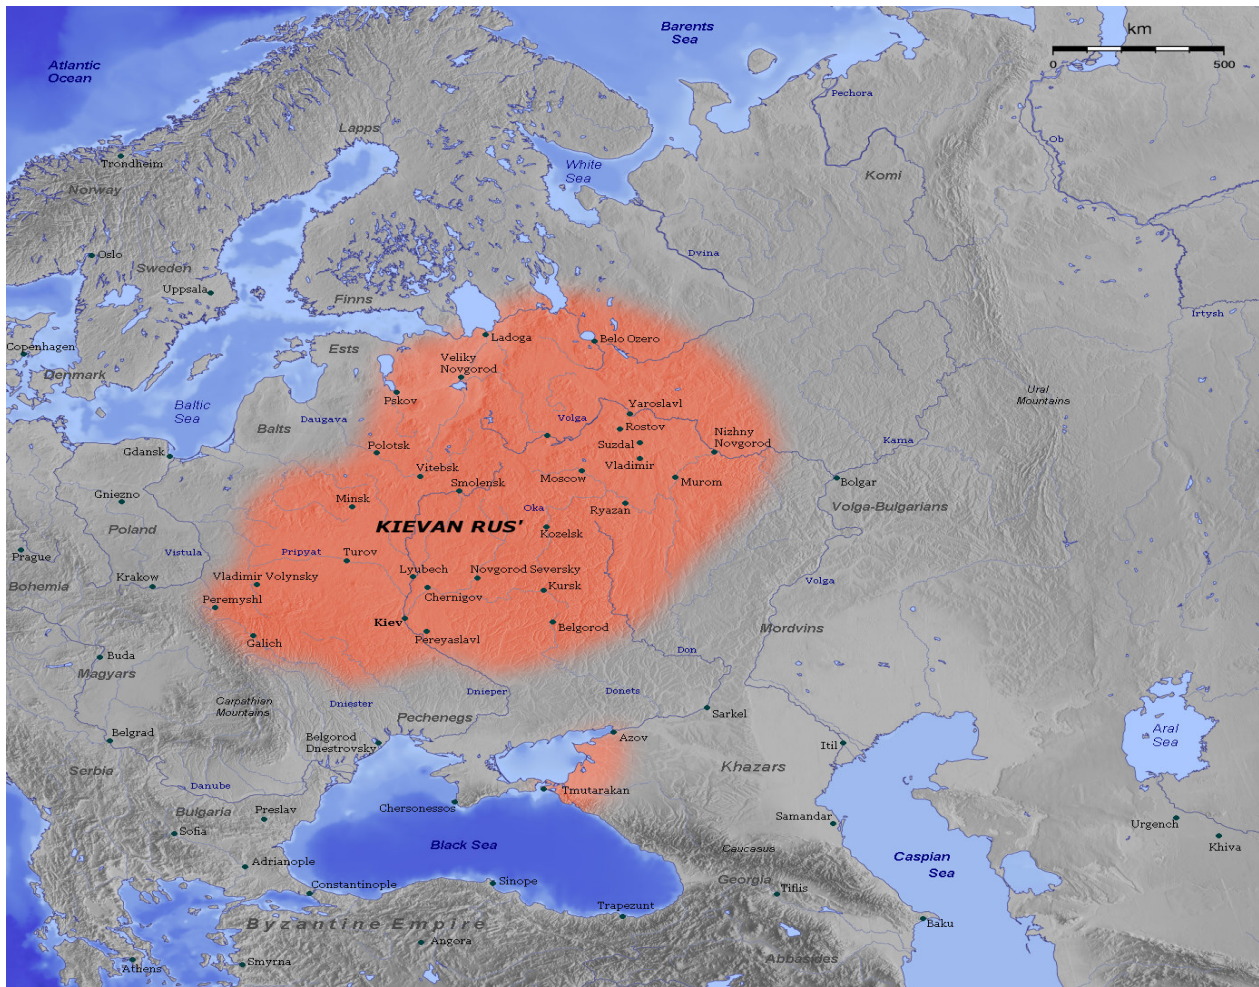 Barents
Sea
km
0
500
Atlantic
Ocean
Pechora
Lapps
Ob
Trondheim
White
Sea
Komi
Norway
Dvina
Oslo
Sweden
Uppsala
Finns
Irtysh
Ladoga
Belo Ozero
Copenhagen
Ests
Veliky
Novgorod
Denmark
Ural
Mountains
Pskov
Baltic
Sea
Daugava
Volga
Yaroslavl
Balts
Rostov
Nizhny
Novgorod
Suzdal
Kama
Polotsk
Gdansk
Vladimir
Vitebsk
Moscow
Murom
Bolgar
Smolensk
Gniezno
Minsk
Oka
Ryazan
Volga-Bulgarians
Poland
KIEVAN RUS'
Kozelsk
Prague
Vistula
Pripyat
Turov
Bohemia
Krakow
Vladimir Volynsky
Lyubech
Novgorod Seversky
Volga
Kursk
Chernigov
Peremyshl
Kiev
Belgorod
Mordvins
Galich
Pereyaslavl
Buda
Don
Magyars
Dnieper
Donets
Carpathian
Mountains
Dniester
Pechenegs
Sarkel
Belgrad
Belgorod
Dnestrovsky
Azov
Itil
Aral
Sea
Serbia
Khazars
Danube
Tmutarakan
Bulgaria
Preslav
Chersonessos
Samandar
Urgench
Sofia
Khiva
Black Sea
Caucasus
Caspian
Sea
Adrianople
Georgia
Constantinople
Sinope
Tiflis
Trapezunt
Byzantine Empire
Baku
Angora
Athens
Smyrna
Abbasides